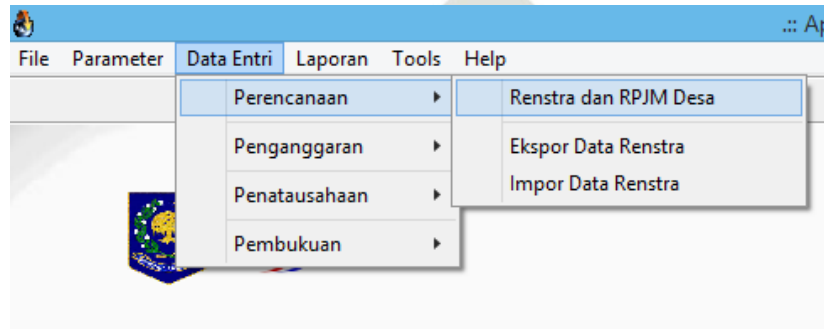 .:: Ap
File Parameter Data Entri Laporan Tools Help
Perencanaan
Penganggaran
Penatausahaan
Pembukuan
Renstra dan RPJM Desa
Ekspor Data Renstra
Impor Data Renstra